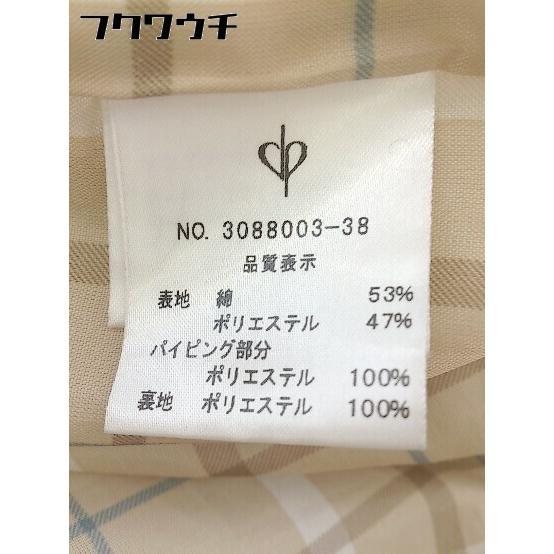 フクワウチ
NO. 3088003-38
品質表示
表地 綿 53%
ポリエステル 47%
パイピング部分
ポリエステル 100%
裏地 ポリエステル 100%